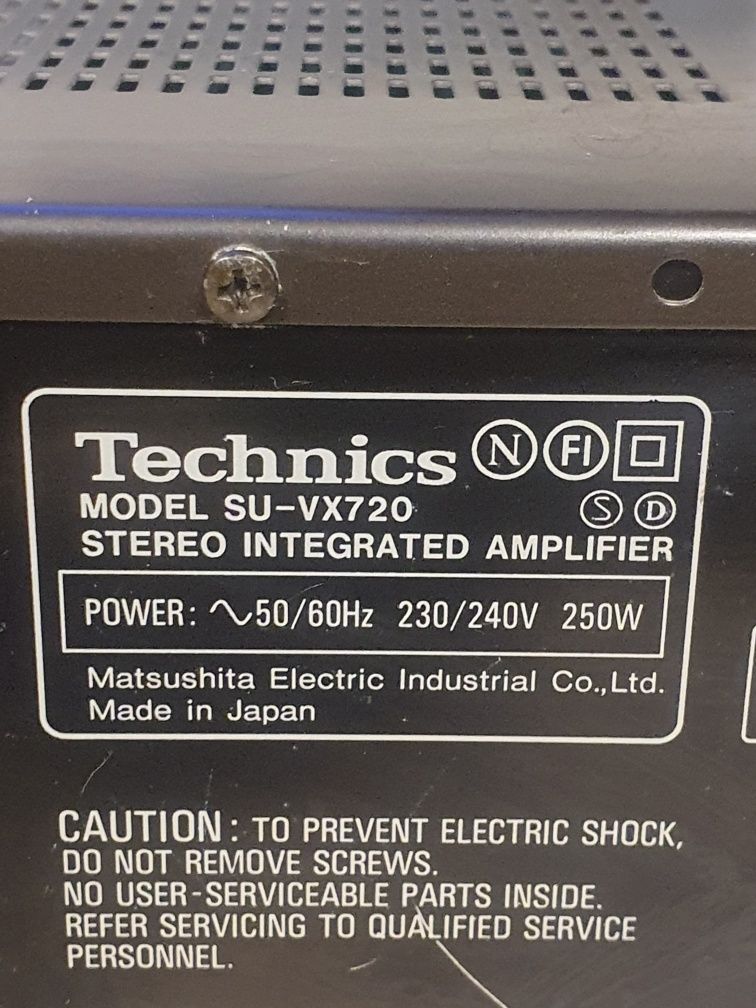 Technics N FI
MODEL SU-VX720 S D
STEREO INTEGRATED AMPLIFIER
POWER: ∿50/60Hz 230/240V 250W
Matsushita Electric Industrial Co.,Ltd.
Made in Japan
CAUTION: TO PREVENT ELECTRIC SHOCK,
DO NOT REMOVE SCREWS.
NO USER-SERVICEABLE PARTS INSIDE.
REFER SERVICING TO QUALIFIED SERVICE
PERSONNEL.